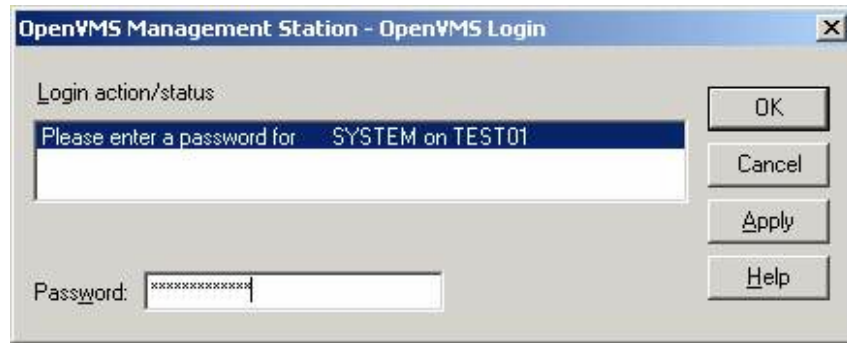 OpenVMS Management Station - OpenVMS Login
Login action/status
Please enter a password for SYSTEM on TEST01
OK
Cancel
Apply
Help
Password: *************